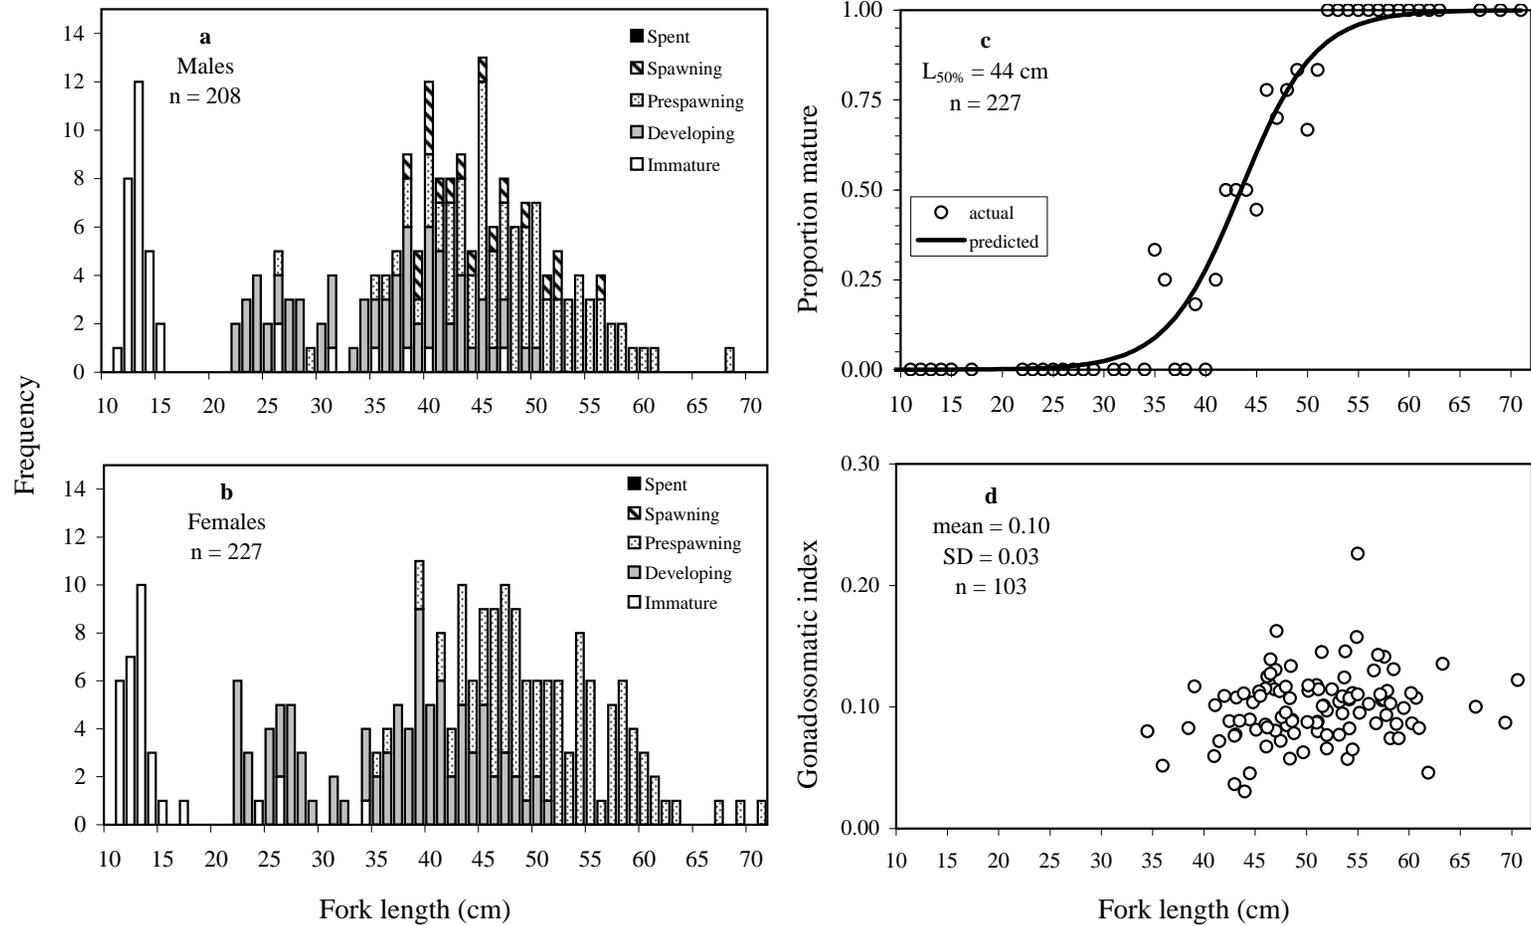 Frequency
a
Males
n = 208
Spent
Spawning
Prespawning
Developing
Immature
14
12
10
8
6
4
2
0
10 15 20 25 30 35 40 45 50 55 60 65 70
b
Females
n = 227
Spent
Spawning
Prespawning
Developing
Immature
14
12
10
8
6
4
2
0
10 15 20 25 30 35 40 45 50 55 60 65 70
Fork length (cm)
Proportion mature
c
L50% = 44 cm
n = 227
actual
predicted
1.00
0.75
0.50
0.25
0.00
10 15 20 25 30 35 40 45 50 55 60 65 70
Gonadosomatic index
d
mean = 0.10
SD = 0.03
n = 103
0.30
0.20
0.10
0.00
10 15 20 25 30 35 40 45 50 55 60 65 70
Fork length (cm)